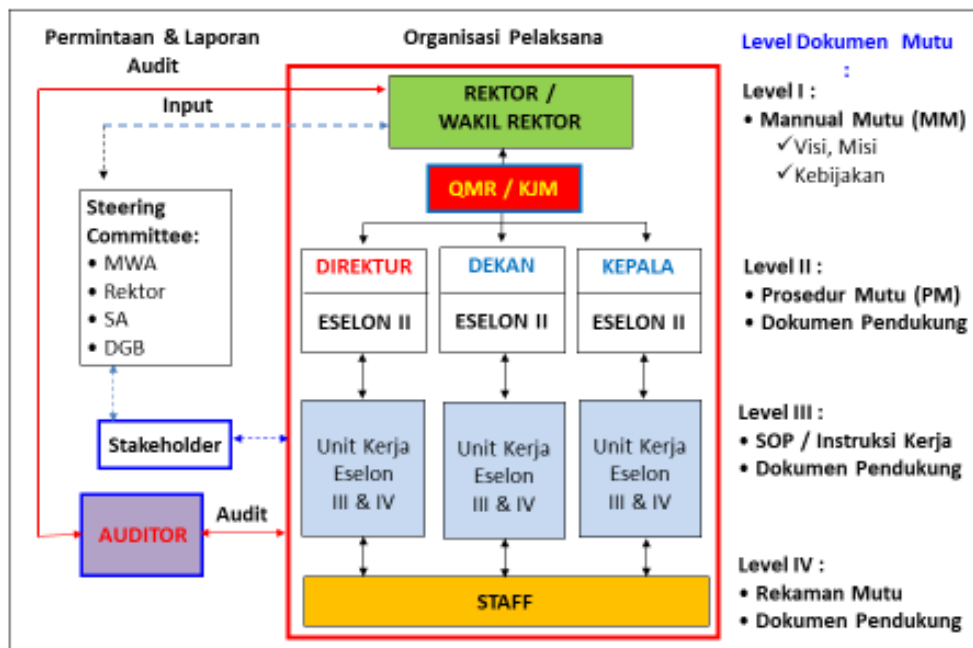 Permintaan & Laporan
Audit
Organisasi Pelaksana
Level Dokumen Mutu
:
Input
REKTOR /
WAKIL REKTOR
Level I :
• Mannual Mutu (MM)
✓Visi, Misi
✓Kebijakan
QMR / KJM
Steering
Committee:
• MWA
• Rektor
• SA
• DGB
DIREKTUR
ESELON II
DEKAN
ESELON II
KEPALA
ESELON II
Level II :
• Prosedur Mutu (PM)
• Dokumen Pendukung
Stakeholder
Unit Kerja
Eselon
III & IV
Unit Kerja
Eselon
III & IV
Unit Kerja
Eselon
III & IV
Level III :
• SOP / Instruksi Kerja
• Dokumen Pendukung
AUDITOR
Audit
STAFF
Level IV :
• Rekaman Mutu
• Dokumen Pendukung